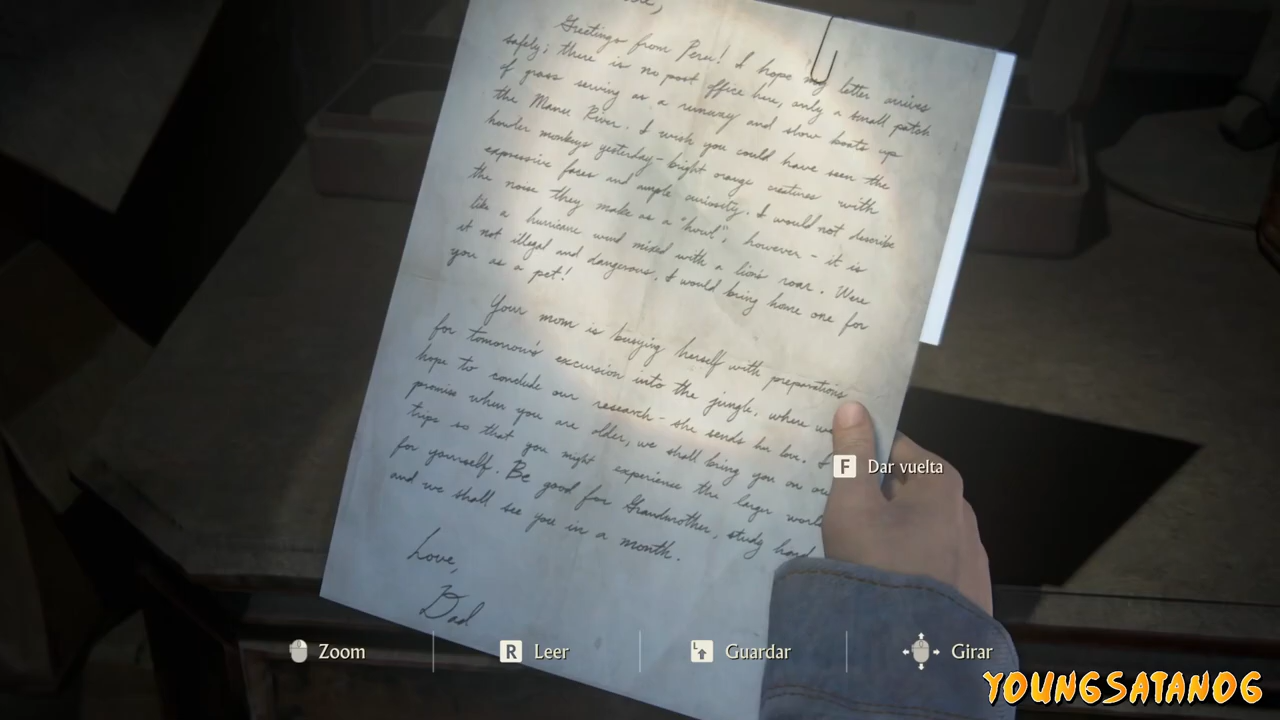 Greetings from Peru! I hope my letter arrives
safely; there is no post office here, only a small patch
of grass serving as a runway and slow boats up
the Manu River. I wish you could have seen the
howler monkeys yesterday - bright orange creatures with
expressive faces and ample curiosity. I would not describe
the noise they make as a "howl", however - it is
like a hurricane wind mixed with a lion's roar. Were
it not illegal and dangerous, I would bring home one for
you as a pet!
Your mom is busying herself with preparations
for tomorrow's excursion into the jungle, where we
hope to conclude our research - she sends her love. I
promise when you are older, we shall bring you on our
trips so that you might experience the larger world
for yourself. Be good for Grandmother, study hard
and we shall see you in a month.
Love,
Dad
F Dar vuelta
Zoom
R Leer
L Guardar
Girar
YOUNGSATAN06